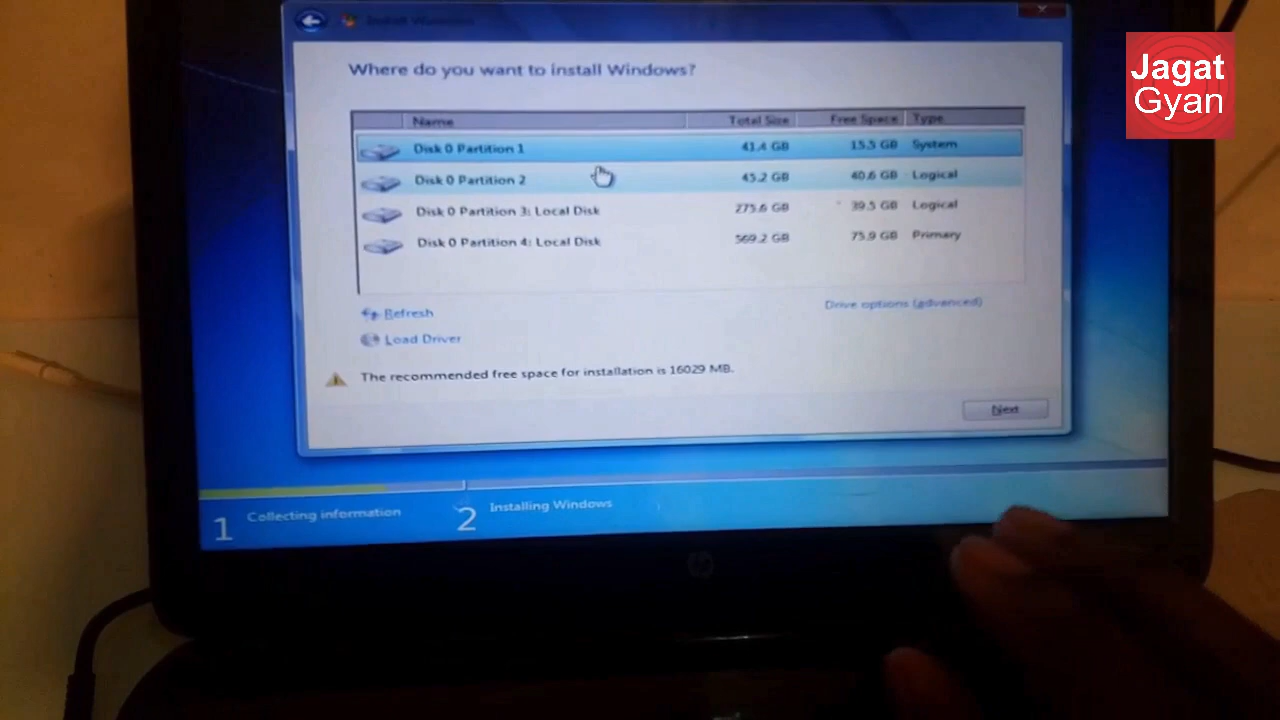 Install Windows
Jagat
Gyan
Where do you want to install Windows?
Name Total Size Free Space Type
Disk 0 Partition 1 41.4 GB 15.5 GB System
Disk 0 Partition 2 45.2 GB 40.6 GB Logical
Disk 0 Partition 3: Local Disk 275.6 GB 39.5 GB Logical
Disk 0 Partition 4: Local Disk 569.2 GB 75.9 GB Primary
Refresh
Drive options (advanced)
Load Driver
The recommended free space for installation is 16029 MB.
Next
1 Collecting information
2 Installing Windows
hp